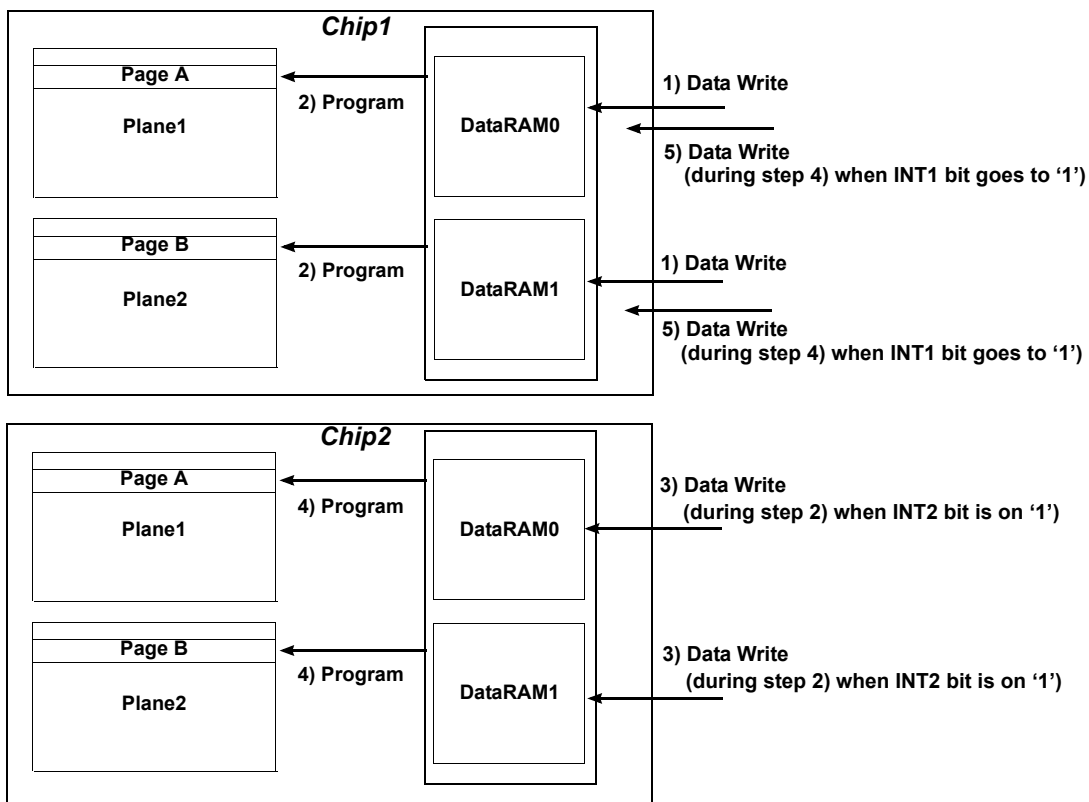 Chip1
Page A
Plane1
2) Program
DataRAM0
1) Data Write
5) Data Write
(during step 4) when INT1 bit goes to ‘1’)
Page B
Plane2
2) Program
DataRAM1
1) Data Write
5) Data Write
(during step 4) when INT1 bit goes to ‘1’)
Chip2
Page A
Plane1
4) Program
DataRAM0
3) Data Write
(during step 2) when INT2 bit is on ‘1’)
Page B
Plane2
4) Program
DataRAM1
3) Data Write
(during step 2) when INT2 bit is on ‘1’)